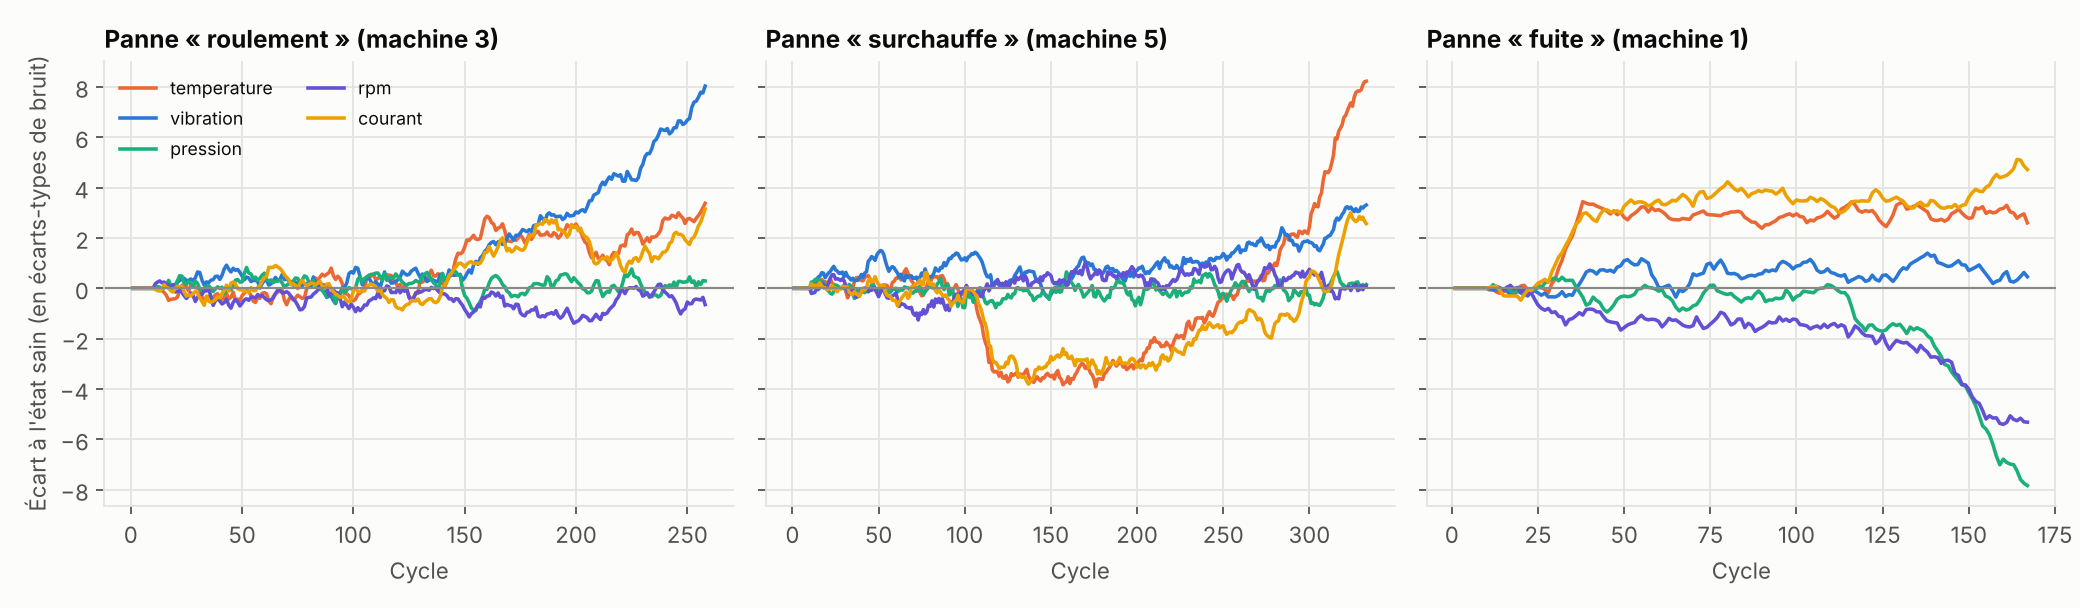 Panne « roulement » (machine 3)
Panne « surchauffe » (machine 5)
Panne « fuite » (machine 1)
Écart à l'état sain (en écarts-types de bruit)
temperature
vibration
pression
rpm
courant
8
6
4
2
0
−2
−4
−6
−8
0 50 100 150 200 250
0 50 100 150 200 250 300
0 25 50 75 100 125 150 175
Cycle
Cycle
Cycle